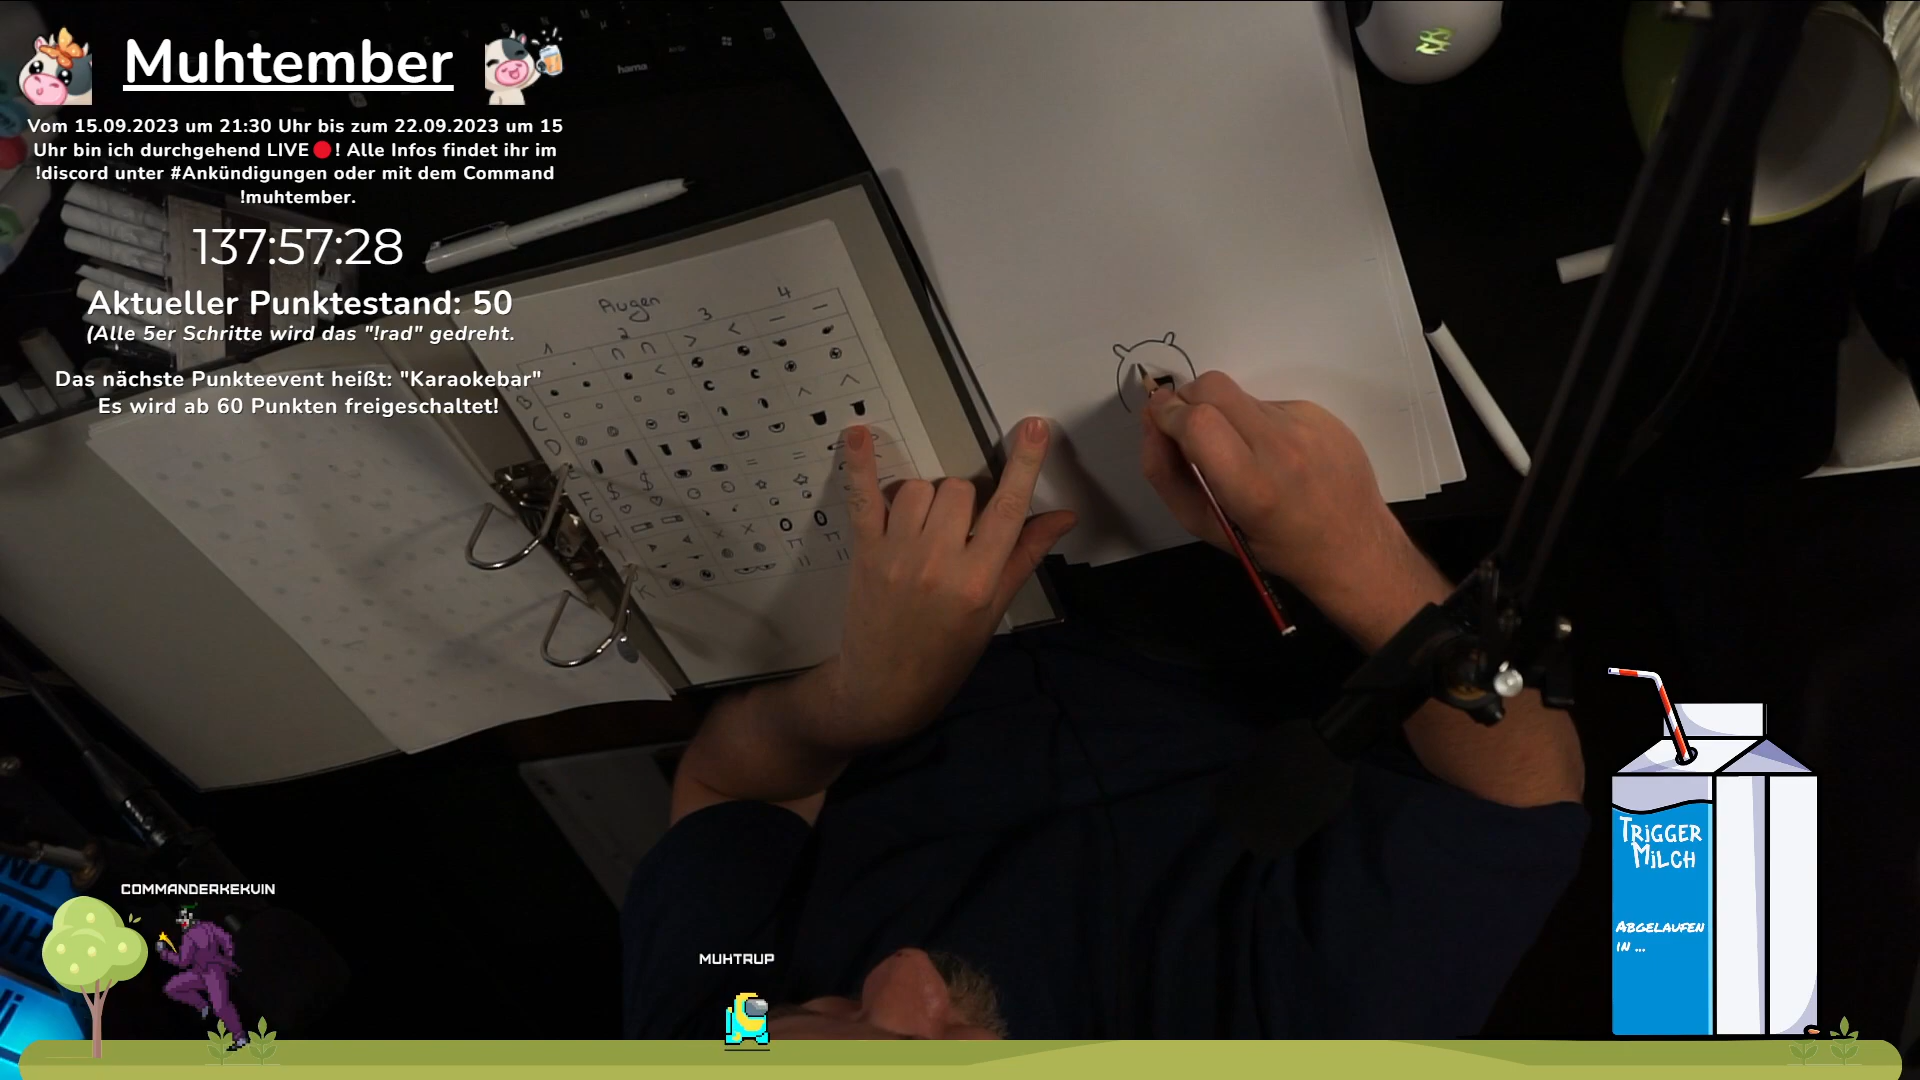 Muhtember
Vom 15.09.2023 um 21:30 Uhr bis zum 22.09.2023 um 15
Uhr bin ich durchgehend LIVE🔴! Alle Infos findet ihr im
!discord unter #Ankündigungen oder mit dem Command
!muhtember.
137:57:28
Aktueller Punktestand: 50
(Alle 5er Schritte wird das "!rad" gedreht.
Das nächste Punkteevent heißt: "Karaokebar"
Es wird ab 60 Punkten freigeschaltet!
hama
Augen
1 2 3 4
B
C
D
F
G
H
I
K
TRIGGER
MILCH
ABGELAUFEN
IN ...
COMMANDERKEKUIN
MUHTRUP